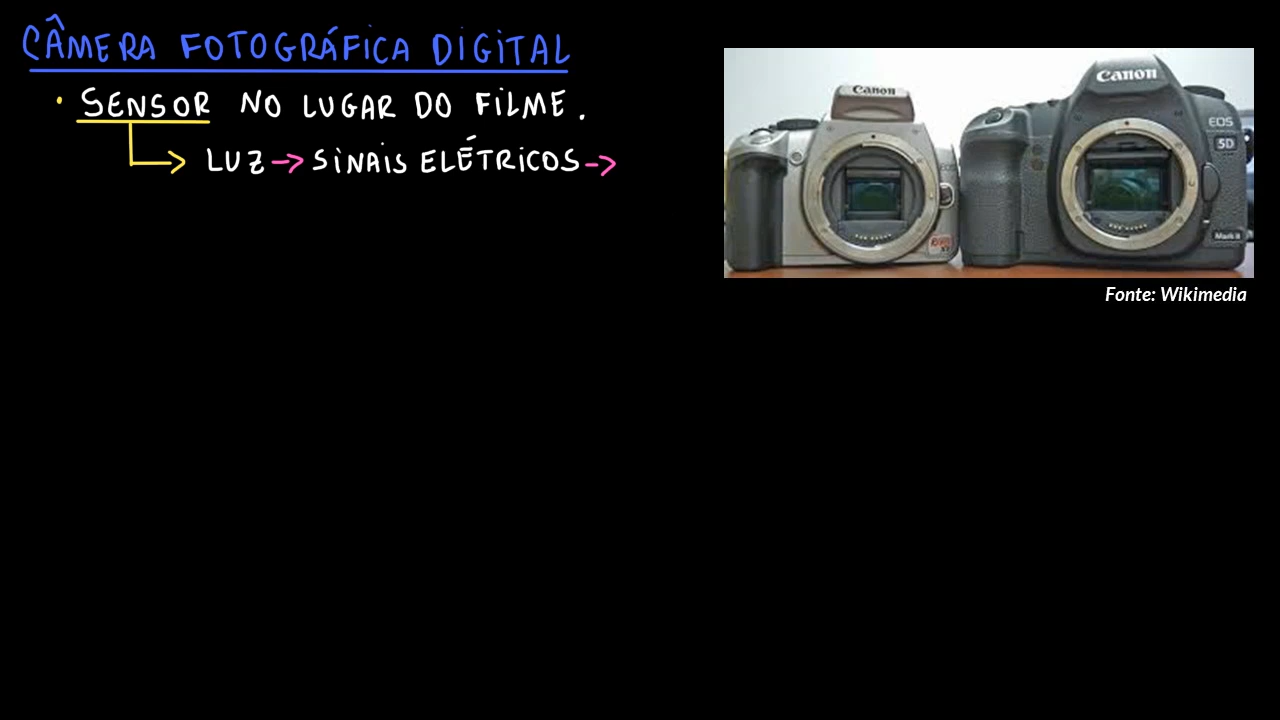 CÂMERA FOTOGRÁFICA DIGITAL
• SENSOR NO LUGAR DO FILME.
LUZ → SINAIS ELÉTRICOS →
Canon
Canon
EOS
5D
Mark II
Fonte: Wikimedia